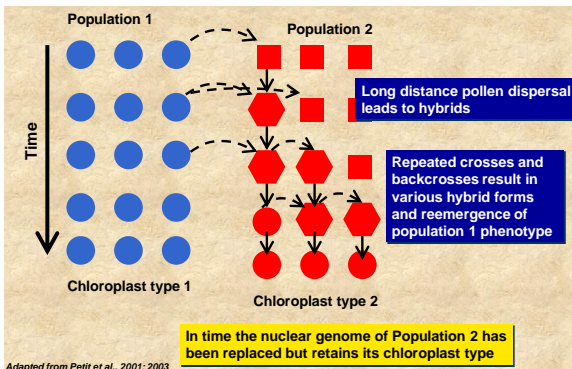 Population 1
Population 2
Long distance pollen dispersal
leads to hybrids
Time
Repeated crosses and
backcrosses result in
various hybrid forms
and reemergence of
population 1 phenotype
Chloroplast type 1
Chloroplast type 2
In time the nuclear genome of Population 2 has
been replaced but retains its chloroplast type
Adapted from Petit et al., 2001; 2003